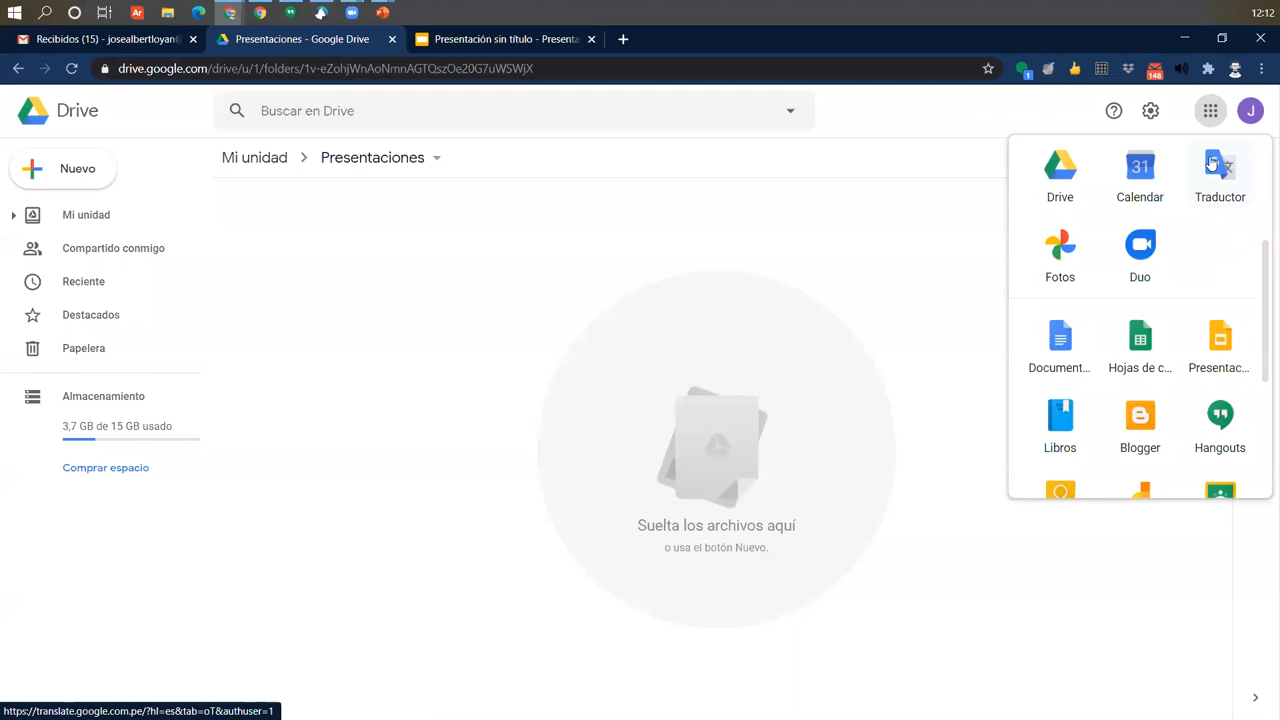 12:12
Recibidos (15) - josealbertloyan@
Presentaciones - Google Drive
Presentación sin título - Presenta
drive.google.com/drive/u/1/folders/1v-eZohjWnAoNmnAGTQszOe20G7uWSWjX
1
148
Drive
Buscar en Drive
J
Nuevo
Mi unidad
Presentaciones
Mi unidad
Compartido conmigo
Reciente
Destacados
Papelera
Almacenamiento
3,7 GB de 15 GB usado
Comprar espacio
Suelta los archivos aquí
o usa el botón Nuevo.
31
Drive
Calendar
Traductor
Fotos
Duo
Document...
Hojas de c...
Presentac...
Libros
Blogger
Hangouts
https://translate.google.com.pe/?hl=es&tab=oT&authuser=1